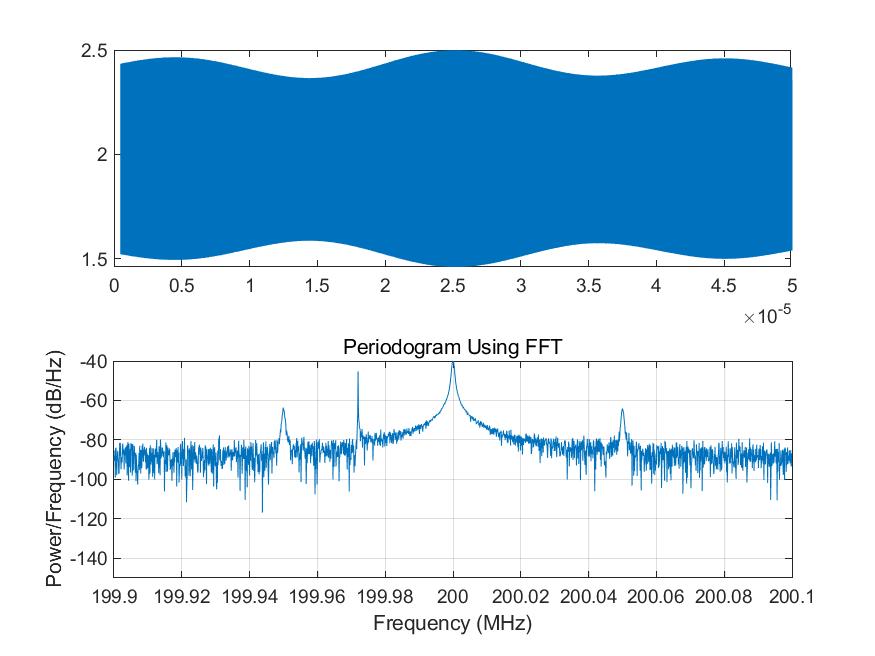 2.5
2
1.5
0 0.5 1 1.5 2 2.5 3 3.5 4 4.5 5
×10-5
Periodogram Using FFT
Power/Frequency (dB/Hz)
-40
-60
-80
-100
-120
-140
199.9 199.92 199.94 199.96 199.98 200 200.02 200.04 200.06 200.08 200.1
Frequency (MHz)